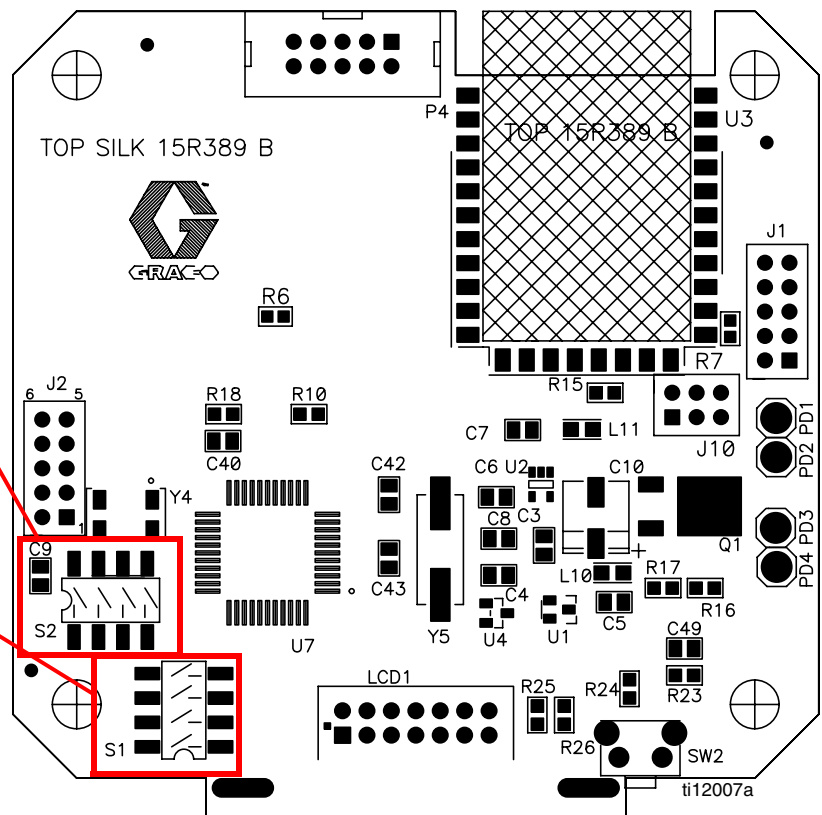 P4
TOP 15R389 B
U3
TOP SILK 15R389 B
GRACO
J1
R6
R7
J2
6 5
R15
R18
R10
PD1
C7
L11
J10
C40
PD2
C42
C6
U2
C10
Y4
1
C8
C3
PD3
C9
Q1
+
C43
L10
R17
PD4
C4
R16
S2
C5
U7
Y5
U4
U1
C49
LCD1
R25
R24
R23
S1
R26
SW2
ti12007a